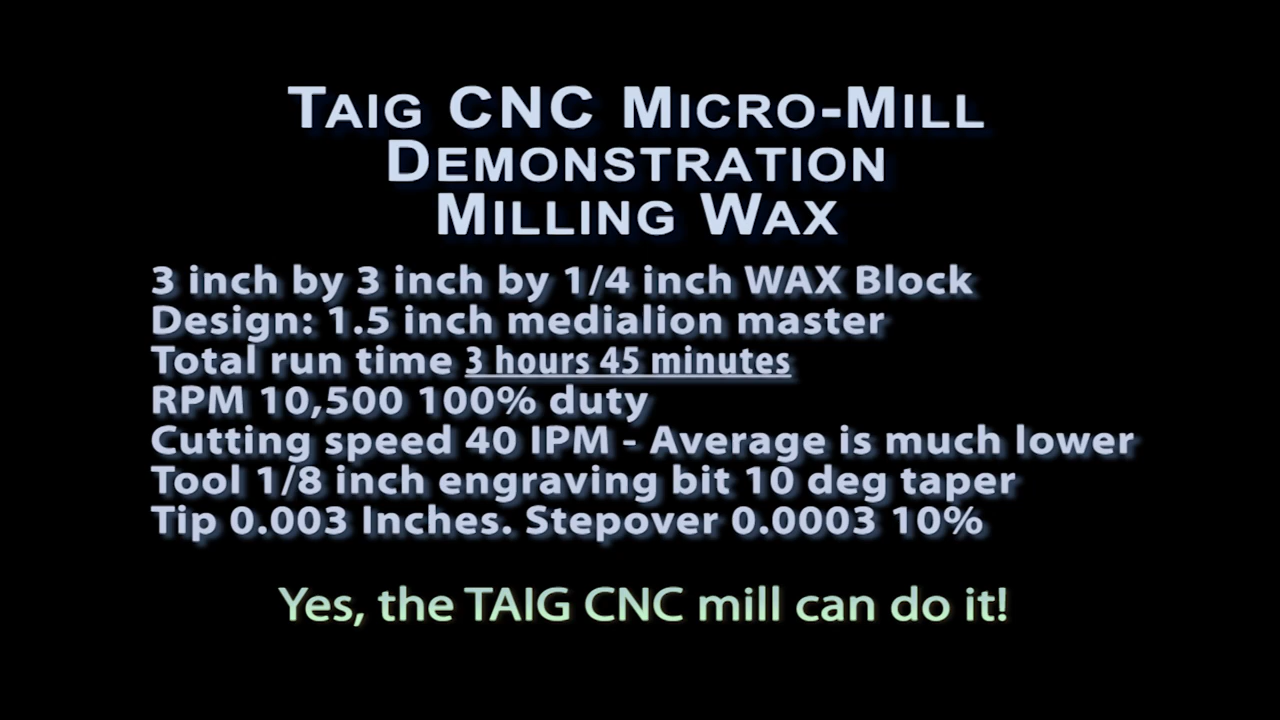 TAIG CNC MICRO-MILL
DEMONSTRATION
MILLING WAX
3 inch by 3 inch by 1/4 inch WAX Block
Design: 1.5 inch medialion master
Total run time 3 hours 45 minutes
RPM 10,500 100% duty
Cutting speed 40 IPM - Average is much lower
Tool 1/8 inch engraving bit 10 deg taper
Tip 0.003 Inches. Stepover 0.0003 10%
Yes, the TAIG CNC mill can do it!